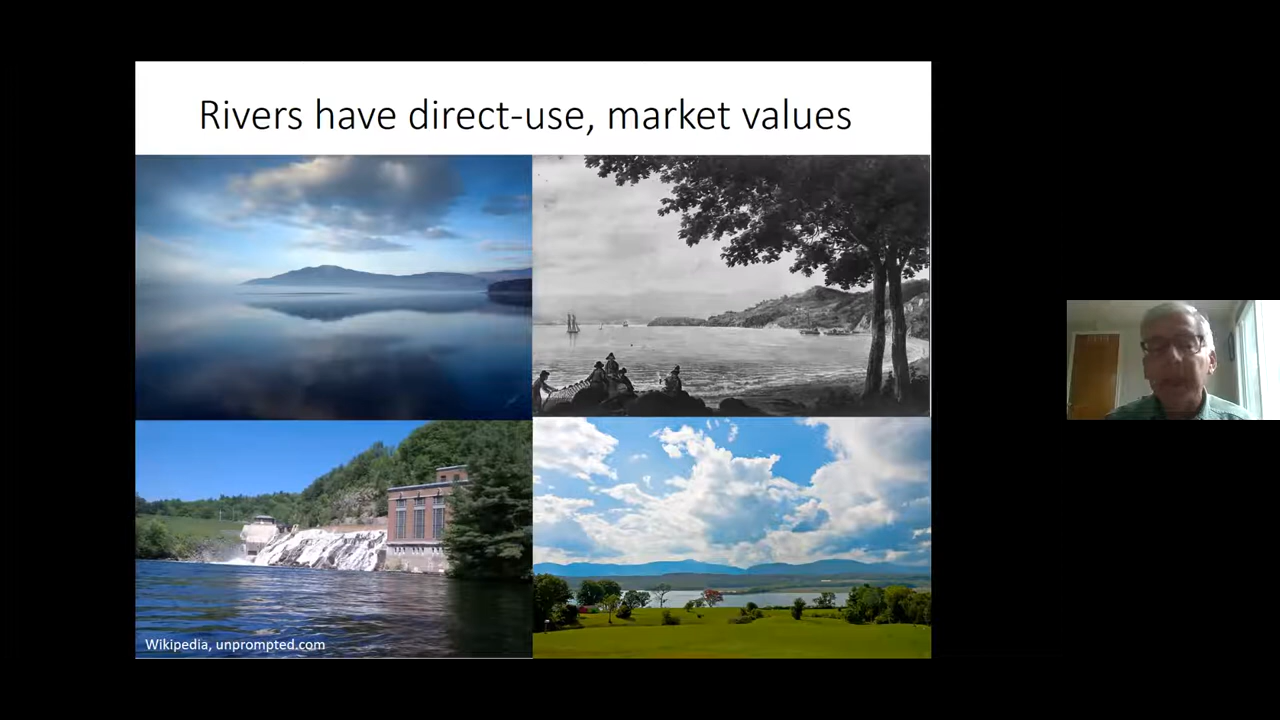 Rivers have direct-use, market values
Wikipedia, unprompted.com